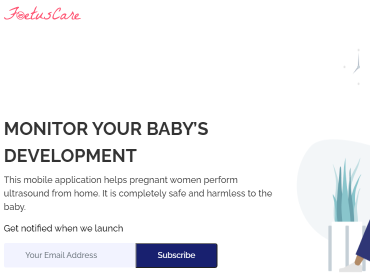 FoetusCare
MONITOR YOUR BABY'S
DEVELOPMENT
This mobile application helps pregnant women perform
ultrasound from home. It is completely safe and harmless to the
baby.
Get notified when we launch
Your Email Address
Subscribe